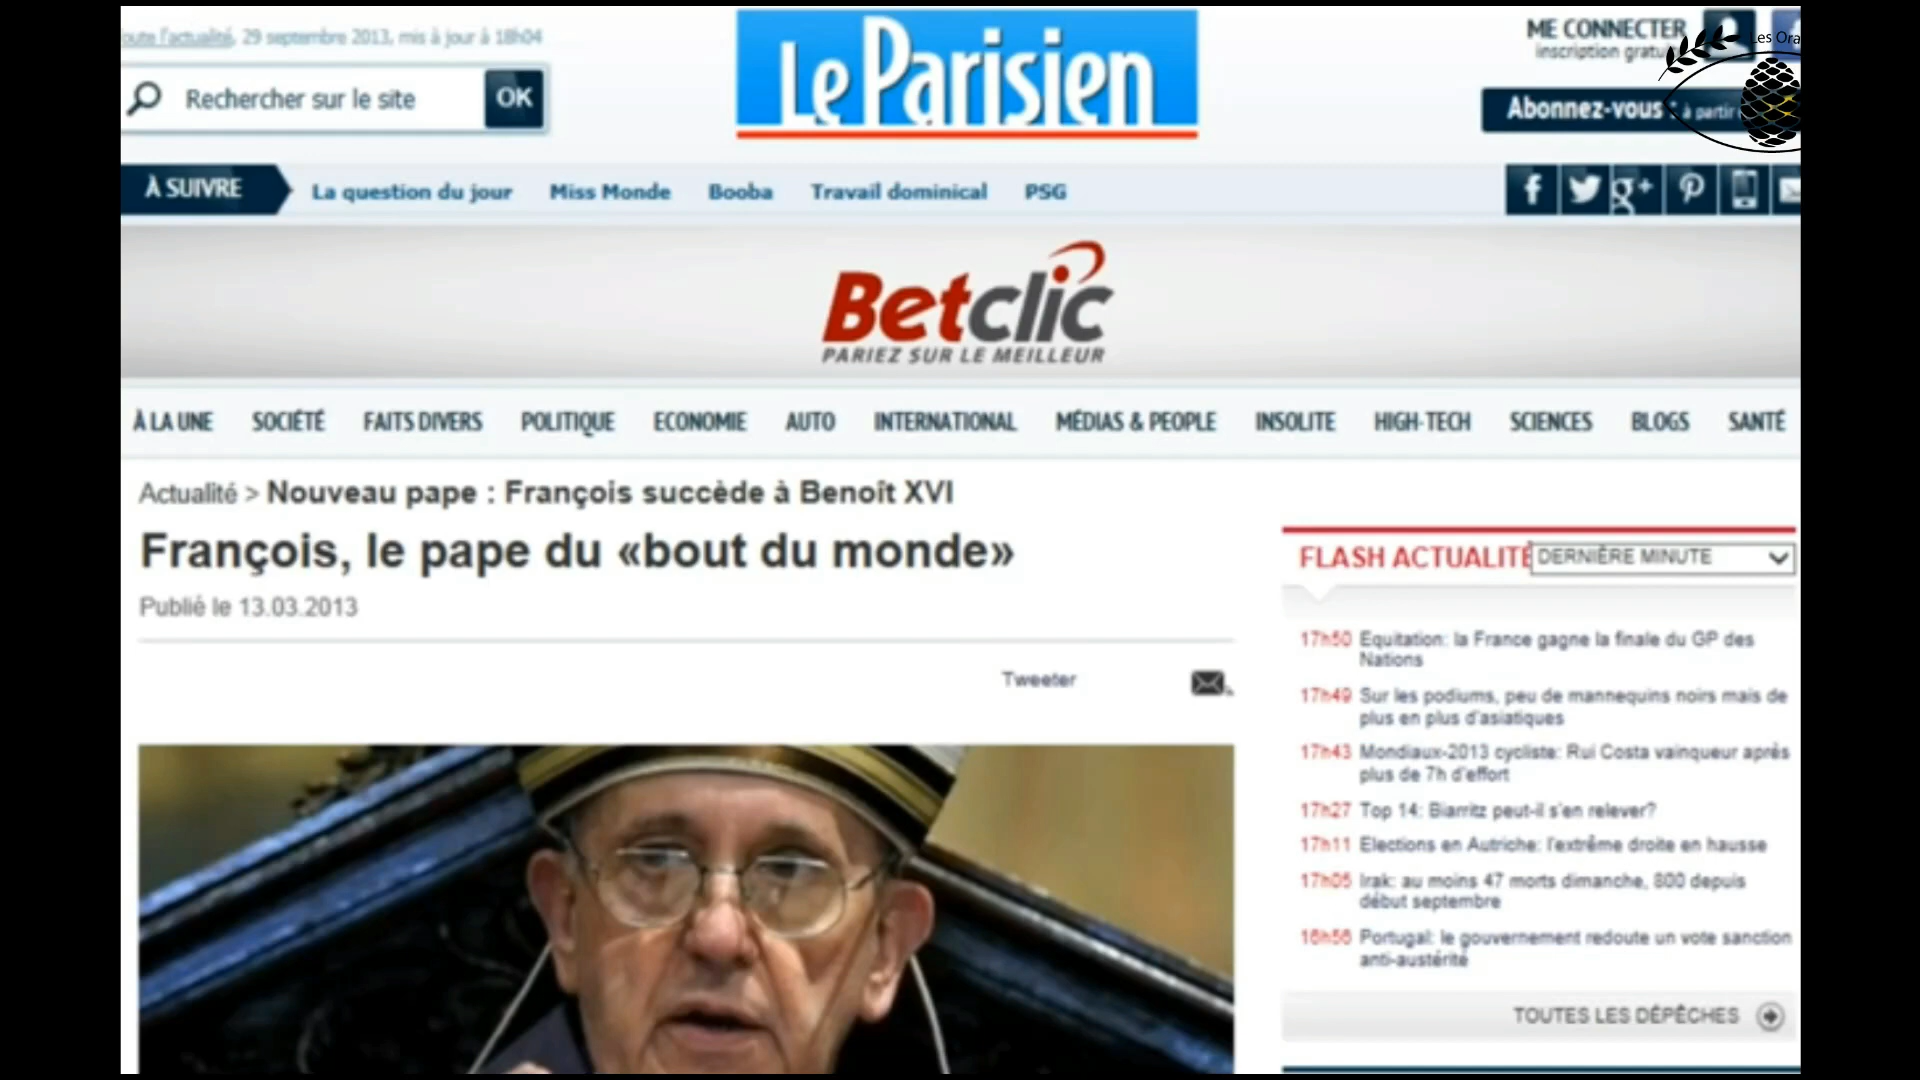 toute l'actualité, 29 septembre 2013, mis à jour à 18h04
Rechercher sur le site
OK
Le Parisien
ME CONNECTER
inscription gratu
Les Ora
Abonnez-vous : à partir
À SUIVRE
La question du jour
Miss Monde
Booba
Travail dominical
PSG
Betclic
PARIEZ SUR LE MEILLEUR
À LA UNE SOCIÉTÉ FAITS DIVERS POLITIQUE ECONOMIE AUTO INTERNATIONAL MÉDIAS & PEOPLE INSOLITE HIGH-TECH SCIENCES BLOGS SANTÉ
Actualité > Nouveau pape : François succède à Benoît XVI
François, le pape du «bout du monde»
Publié le 13.03.2013
Tweeter
FLASH ACTUALITÉ
DERNIÈRE MINUTE
17h50 Equitation: la France gagne la finale du GP des
Nations
17h49 Sur les podiums, peu de mannequins noirs mais de
plus en plus d'asiatiques
17h43 Mondiaux-2013 cycliste: Rui Costa vainqueur après
plus de 7h d'effort
17h27 Top 14: Biarritz peut-il s'en relever?
17h11 Elections en Autriche: l'extrême droite en hausse
17h05 Irak: au moins 47 morts dimanche, 800 depuis
début septembre
16h56 Portugal: le gouvernement redoute un vote sanction
anti-austérité
TOUTES LES DÉPÊCHES